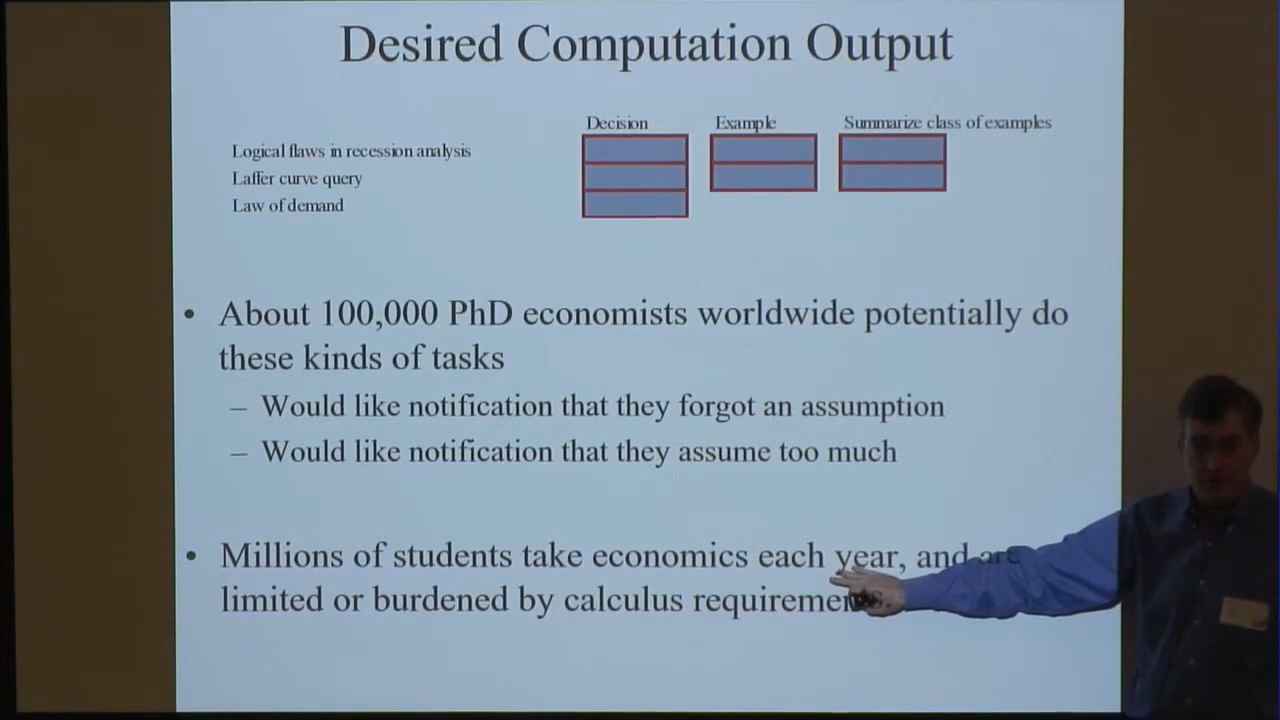 Desired Computation Output
Decision Example Summarize class of examples
Logical flaws in recession analysis
Laffer curve query
Law of demand
• About 100,000 PhD economists worldwide potentially do
these kinds of tasks
– Would like notification that they forgot an assumption
– Would like notification that they assume too much
• Millions of students take economics each year, and are
limited or burdened by calculus requirements.